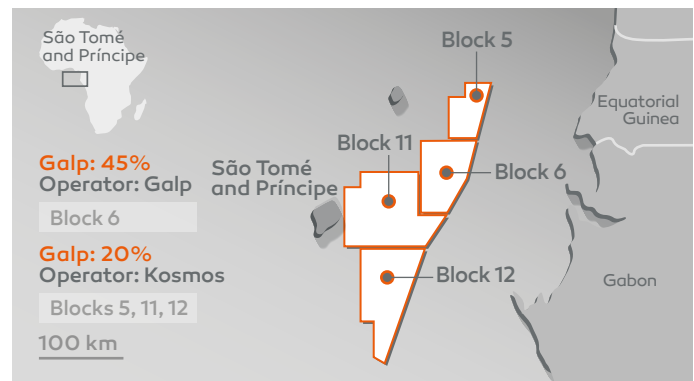 São Tomé
and Príncipe
Block 5
Equatorial
Guinea
Block 11
Galp: 45%
Operator: Galp
São Tomé
and Príncipe
Block 6
Block 6
Galp: 20%
Operator: Kosmos
Block 12
Gabon
Blocks 5, 11, 12
100 km